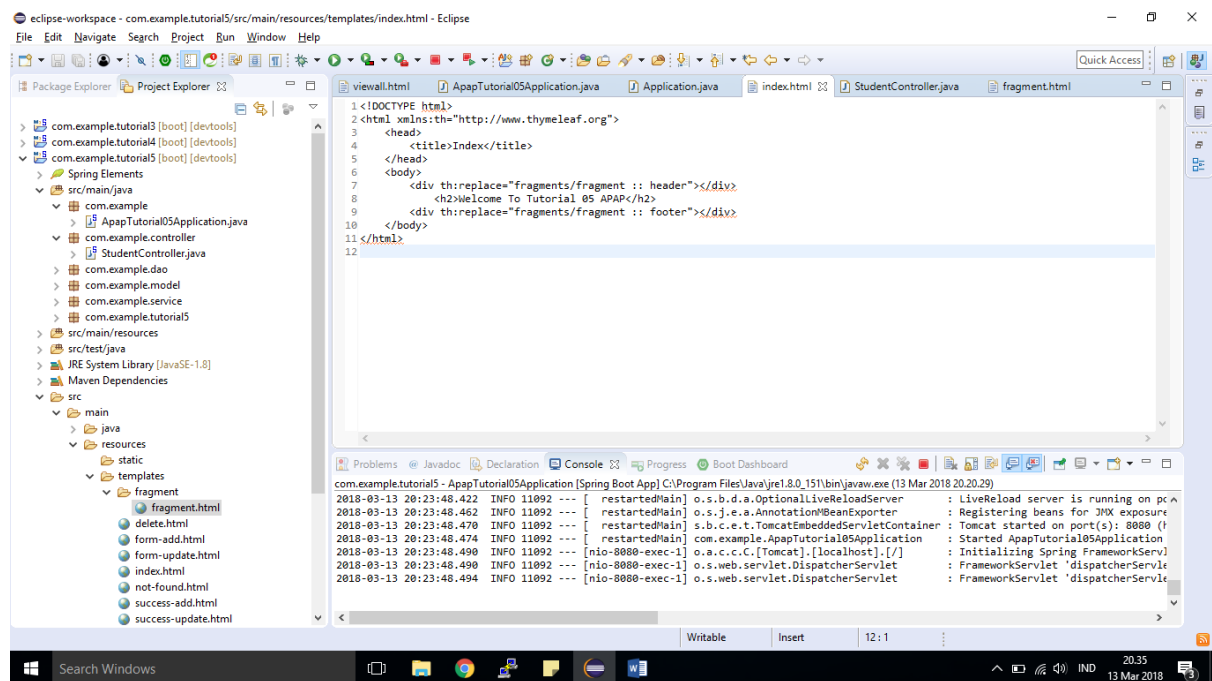 eclipse-workspace - com.example.tutorial5/src/main/resources/templates/index.html - Eclipse
File Edit Navigate Search Project Run Window Help
Quick Access
Package Explorer Project Explorer
viewall.html ApapTutorial05Application.java Application.java index.html StudentController.java fragment.html
com.example.tutorial3 [boot] [devtools]
com.example.tutorial4 [boot] [devtools]
com.example.tutorial5 [boot] [devtools]
Spring Elements
src/main/java
com.example
ApapTutorial05Application.java
com.example.controller
StudentController.java
com.example.dao
com.example.model
com.example.service
com.example.tutorial5
src/main/resources
src/test/java
JRE System Library [JavaSE-1.8]
Maven Dependencies
src
main
java
resources
static
templates
fragment
fragment.html
delete.html
form-add.html
form-update.html
index.html
not-found.html
success-add.html
success-update.html
1 <!DOCTYPE html>
2 <html xmlns:th="http://www.thymeleaf.org">
3 <head>
4 <title>Index</title>
5 </head>
6 <body>
7 <div th:replace="fragments/fragment :: header"></div>
8 <h2>Welcome To Tutorial 05 APAP</h2>
9 <div th:replace="fragments/fragment :: footer"></div>
10 </body>
11 </html>
12
Problems Javadoc Declaration Console Progress Boot Dashboard
com.example.tutorial5 - ApapTutorial05Application [Spring Boot App] C:\Program Files\Java\jre1.8.0_151\bin\javaw.exe (13 Mar 2018 20.20.29)
2018-03-13 20:23:48.422 INFO 11092 --- [ restartedMain] o.s.b.d.a.OptionalLiveReloadServer : LiveReload server is running on po
2018-03-13 20:23:48.462 INFO 11092 --- [ restartedMain] o.s.j.e.a.AnnotationMBeanExporter : Registering beans for JMX exposure
2018-03-13 20:23:48.470 INFO 11092 --- [ restartedMain] s.b.c.e.t.TomcatEmbeddedServletContainer : Tomcat started on port(s): 8080 (h
2018-03-13 20:23:48.474 INFO 11092 --- [ restartedMain] com.example.ApapTutorial05Application : Started ApapTutorial05Application
2018-03-13 20:23:48.490 INFO 11092 --- [nio-8080-exec-1] o.a.c.c.C.[Tomcat].[localhost].[/] : Initializing Spring FrameworkServl
2018-03-13 20:23:48.490 INFO 11092 --- [nio-8080-exec-1] o.s.web.servlet.DispatcherServlet : FrameworkServlet 'dispatcherServle
2018-03-13 20:23:48.494 INFO 11092 --- [nio-8080-exec-1] o.s.web.servlet.DispatcherServlet : FrameworkServlet 'dispatcherServle
Writable Insert 12 : 1
Search Windows
IND
20.35
13 Mar 2018
3